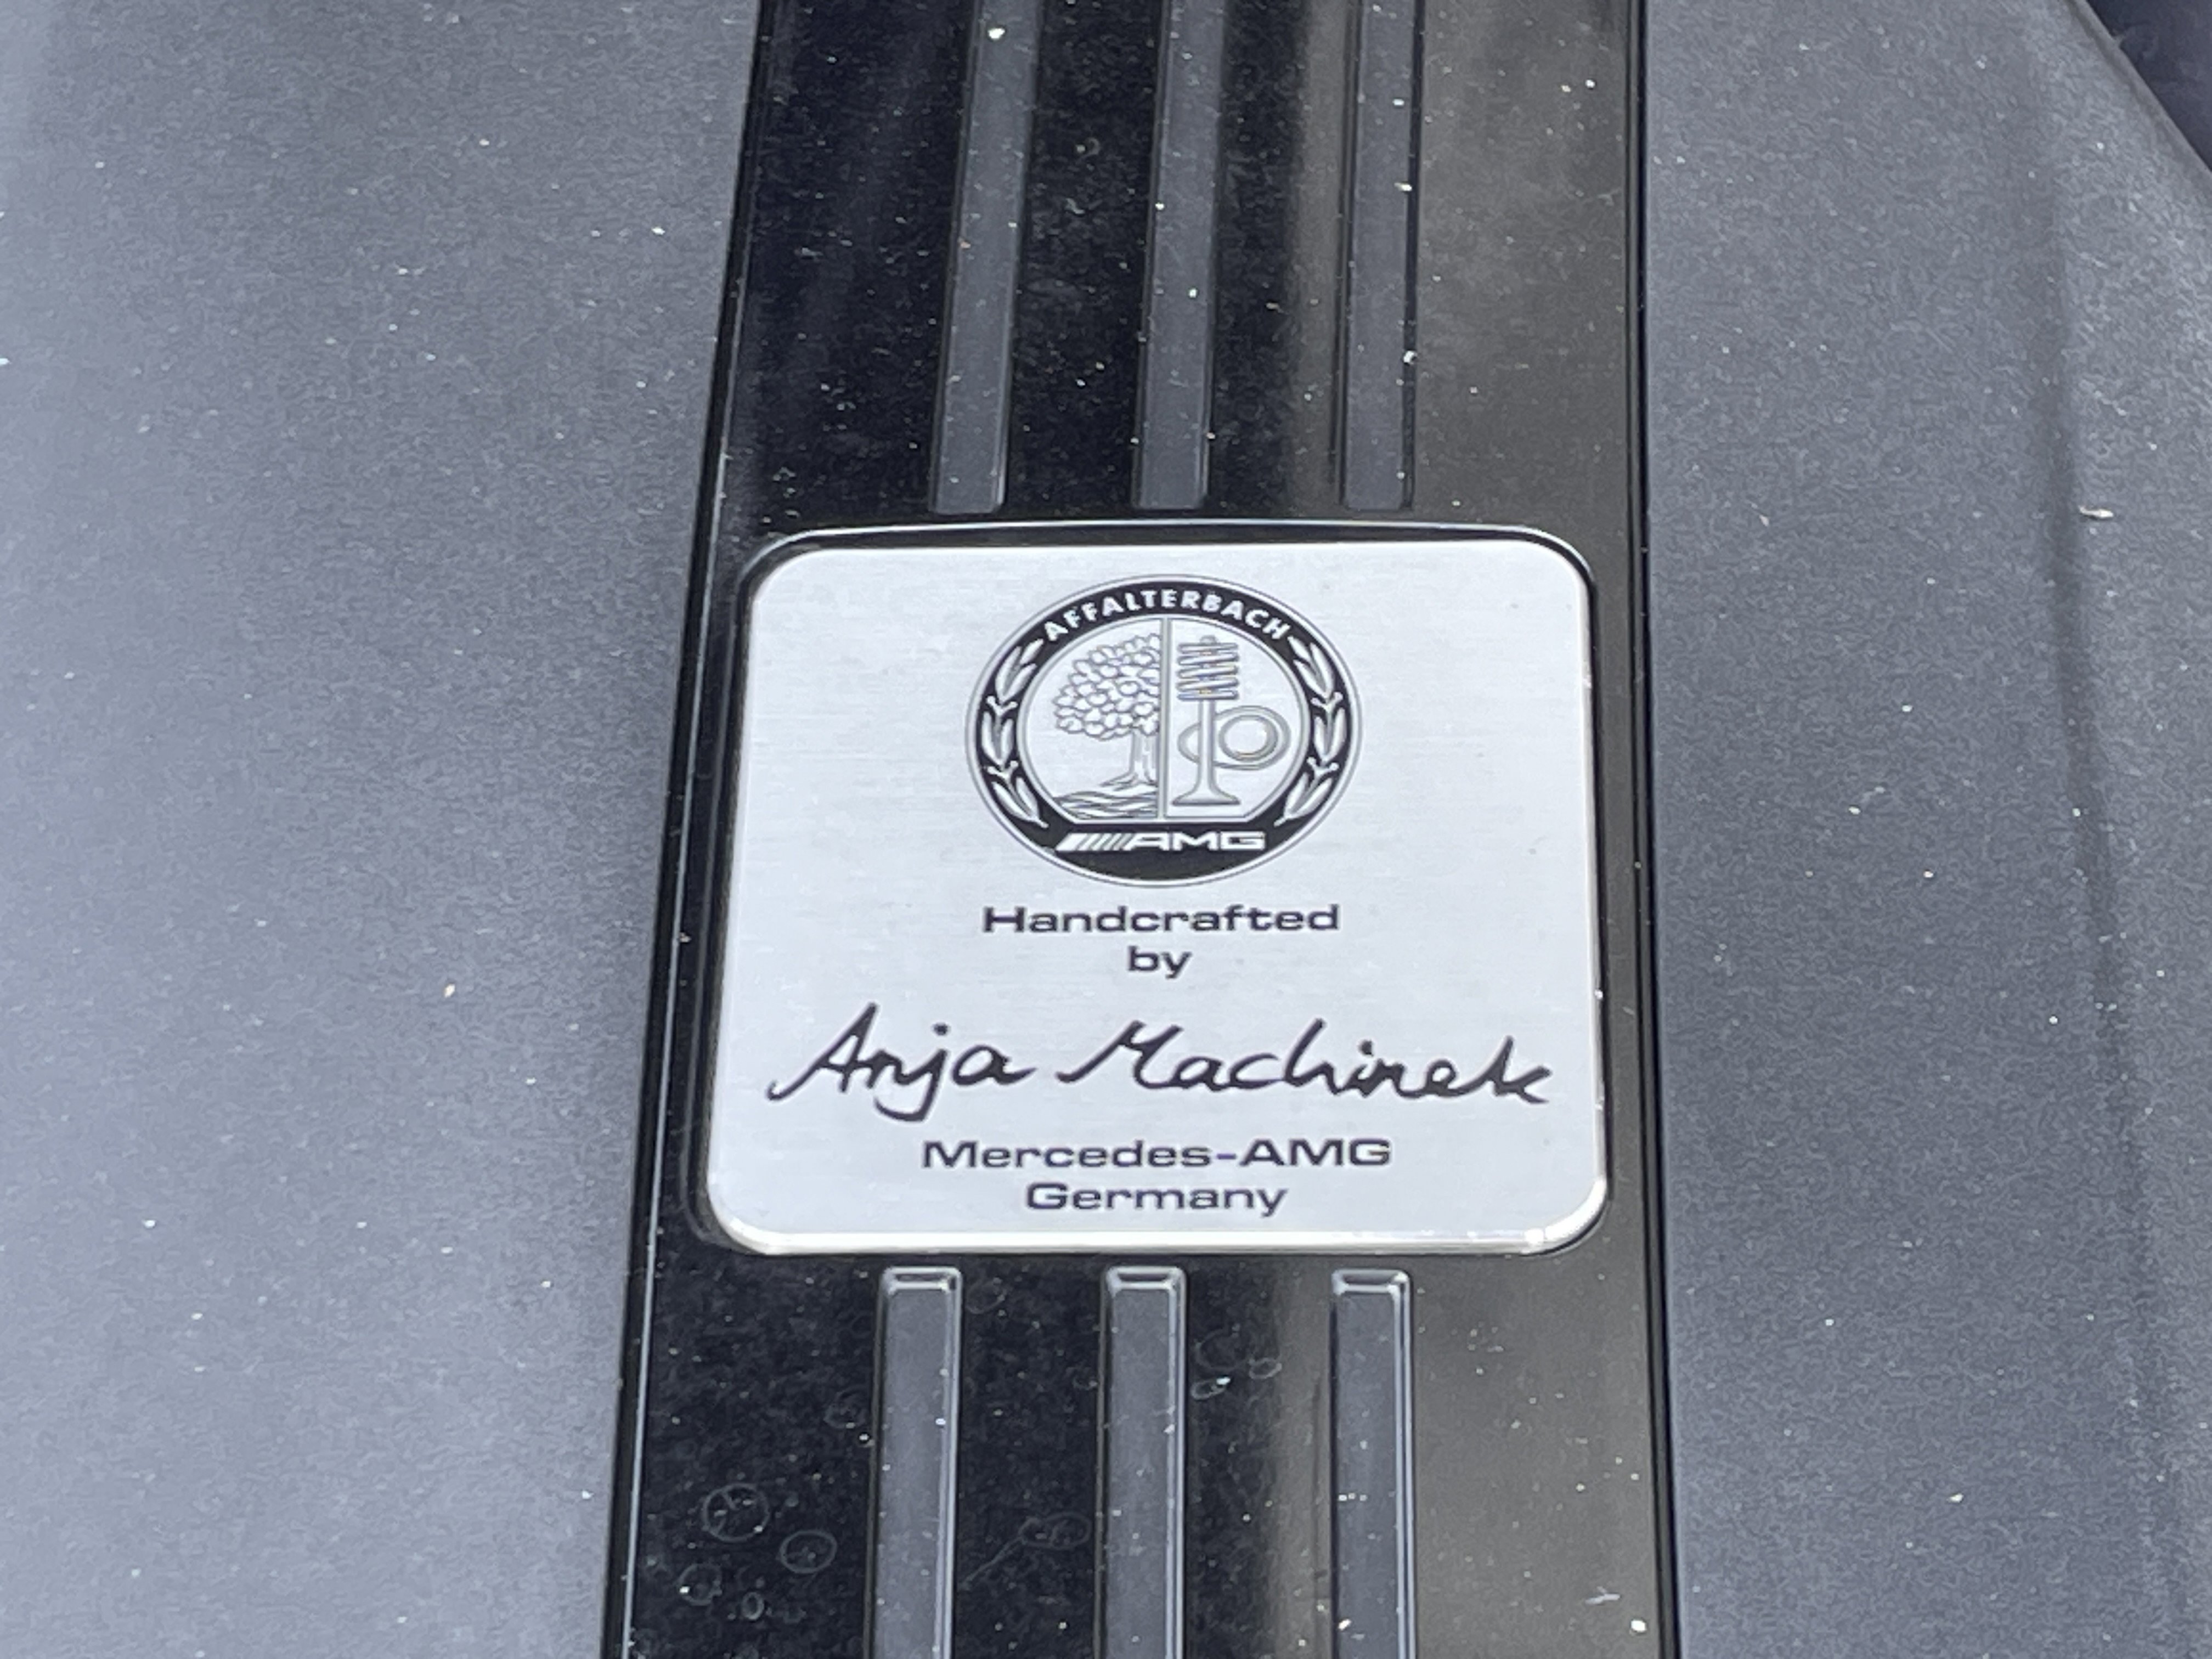 AFFALTERBACH
AMG
Handcrafted
by
Anja Machinek
Mercedes-AMG
Germany